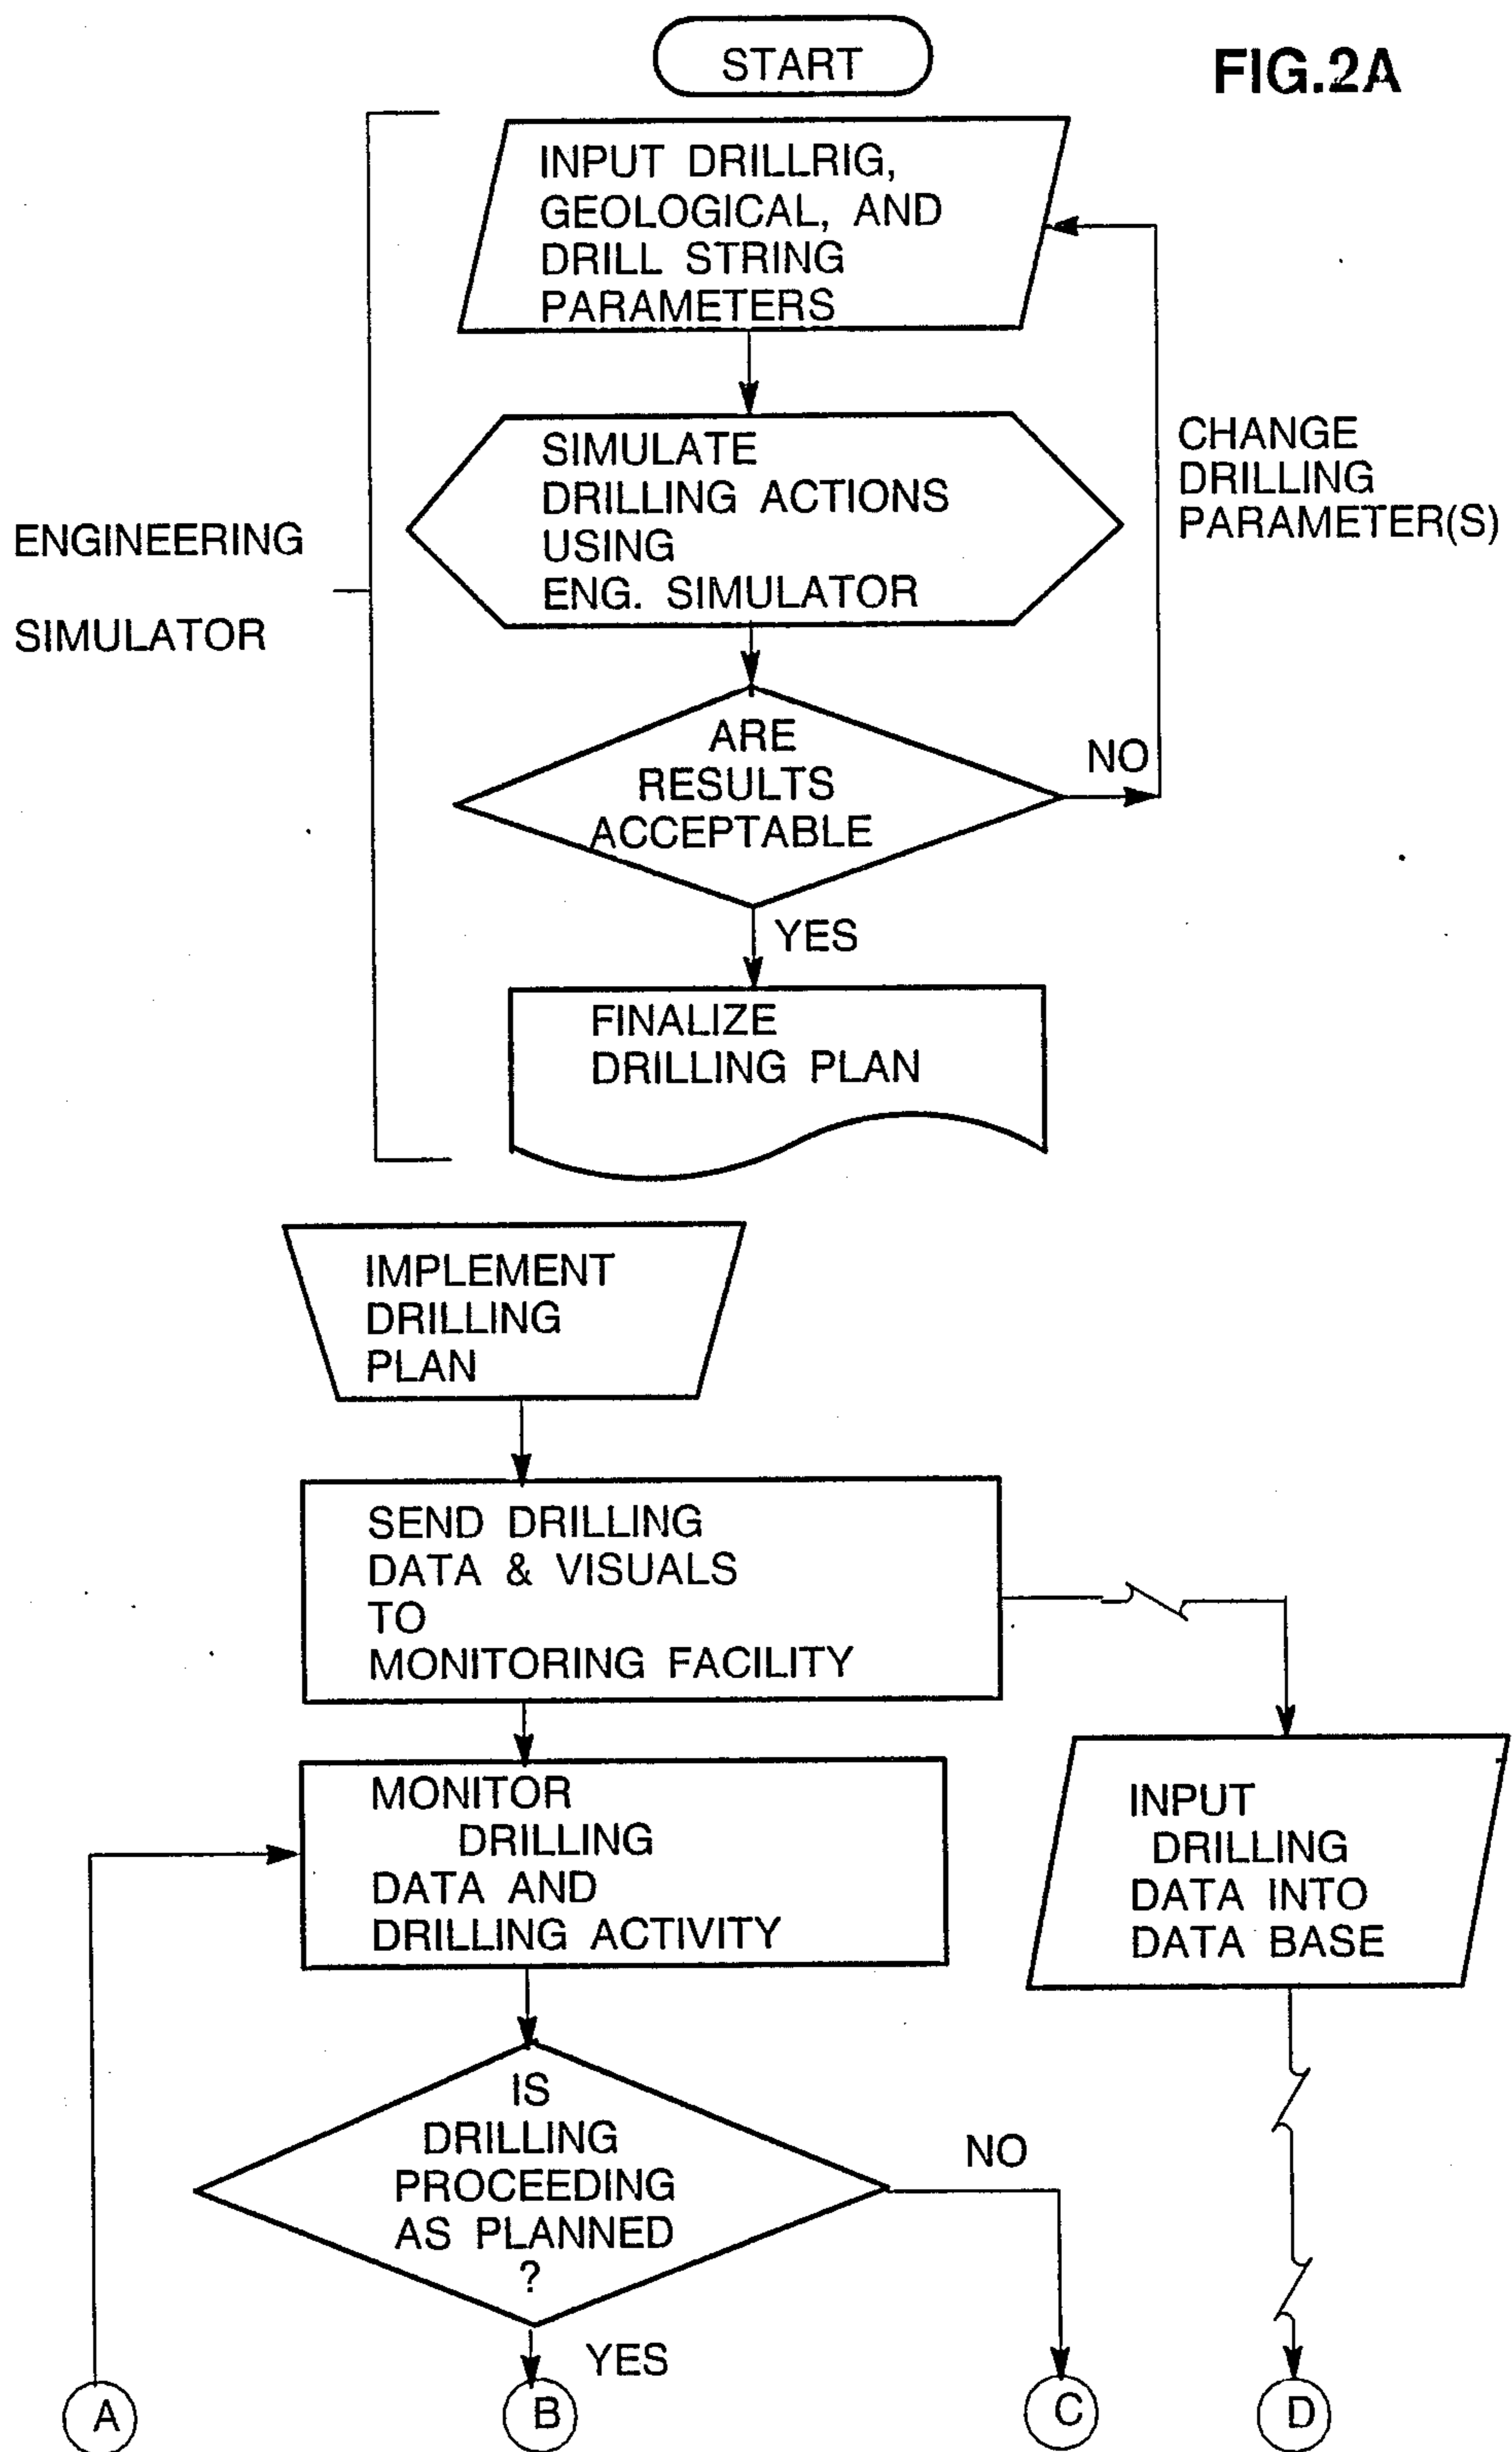 START
FIG.2A
INPUT DRILLRIG,
GEOLOGICAL, AND
DRILL STRING
PARAMETERS
SIMULATE
DRILLING ACTIONS
USING
ENG. SIMULATOR
CHANGE
DRILLING
PARAMETER(S)
ENGINEERING
SIMULATOR
ARE
RESULTS
ACCEPTABLE
NO
YES
FINALIZE
DRILLING PLAN
IMPLEMENT
DRILLING
PLAN
SEND DRILLING
DATA & VISUALS
TO
MONITORING FACILITY
MONITOR
DRILLING
DATA AND
DRILLING ACTIVITY
INPUT
DRILLING
DATA INTO
DATA BASE
IS
DRILLING
PROCEEDING
AS PLANNED
?
NO
YES
A
B
C
D